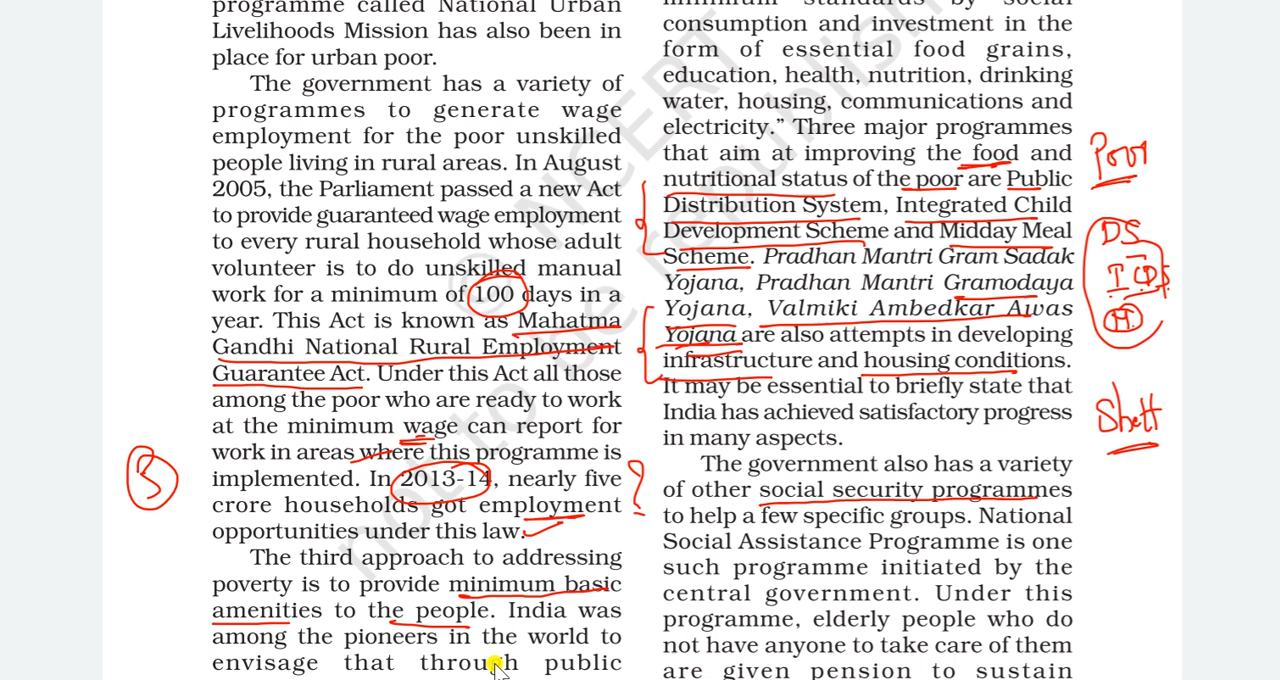 programme called National Urban
Livelihoods Mission has also been in
place for urban poor.
The government has a variety of
programmes to generate wage
employment for the poor unskilled
people living in rural areas. In August
2005, the Parliament passed a new Act
to provide guaranteed wage employment
to every rural household whose adult
volunteer is to do unskilled manual
work for a minimum of 100 days in a
year. This Act is known as Mahatma
Gandhi National Rural Employment
Guarantee Act. Under this Act all those
among the poor who are ready to work
at the minimum wage can report for
work in areas where this programme is
implemented. In 2013-14, nearly five
crore households got employment
opportunities under this law.
The third approach to addressing
poverty is to provide minimum basic
amenities to the people. India was
among the pioneers in the world to
envisage that through public
3
minimum standards by social
consumption and investment in the
form of essential food grains,
education, health, nutrition, drinking
water, housing, communications and
electricity.” Three major programmes
that aim at improving the food and
nutritional status of the poor are Public
Distribution System, Integrated Child
Development Scheme and Midday Meal
Scheme. Pradhan Mantri Gram Sadak
Yojana, Pradhan Mantri Gramodaya
Yojana, Valmiki Ambedkar Awas
Yojana are also attempts in developing
infrastructure and housing conditions.
It may be essential to briefly state that
India has achieved satisfactory progress
in many aspects.
The government also has a variety
of other social security programmes
to help a few specific groups. National
Social Assistance Programme is one
such programme initiated by the
central government. Under this
programme, elderly people who do
not have anyone to take care of them
are given pension to sustain
?
Poor
DS
ICDS
M
© NCERT
not to be republish